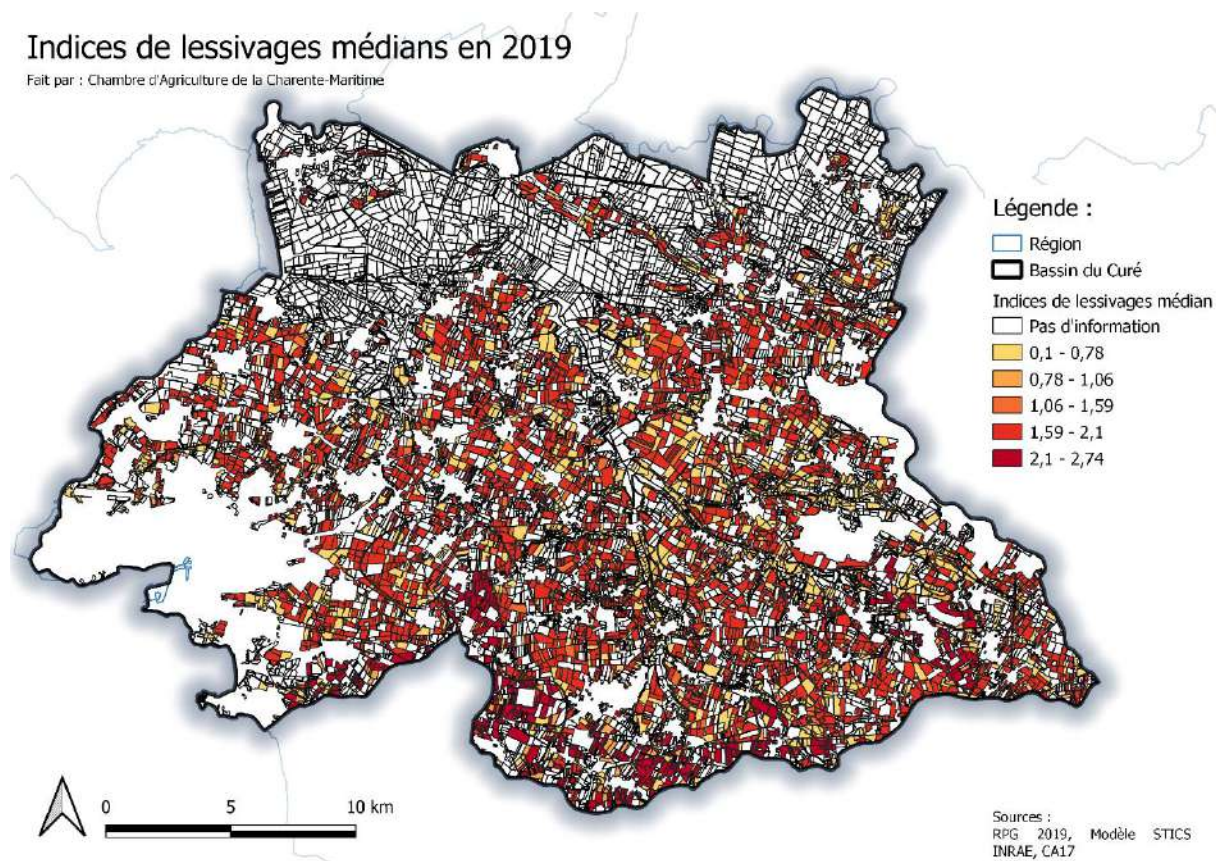 Indices de lessivages médians en 2019
Fait par : Chambre d'Agriculture de la Charente-Maritime
Légende :
Région
Bassin du Curé
Indices de lessivages médian
Pas d'information
0,1 - 0,78
0,78 - 1,06
1,06 - 1,59
1,59 - 2,1
2,1 - 2,74
0 5 10 km
Sources :
RPG 2019, Modèle STICS
INRAE, CA17